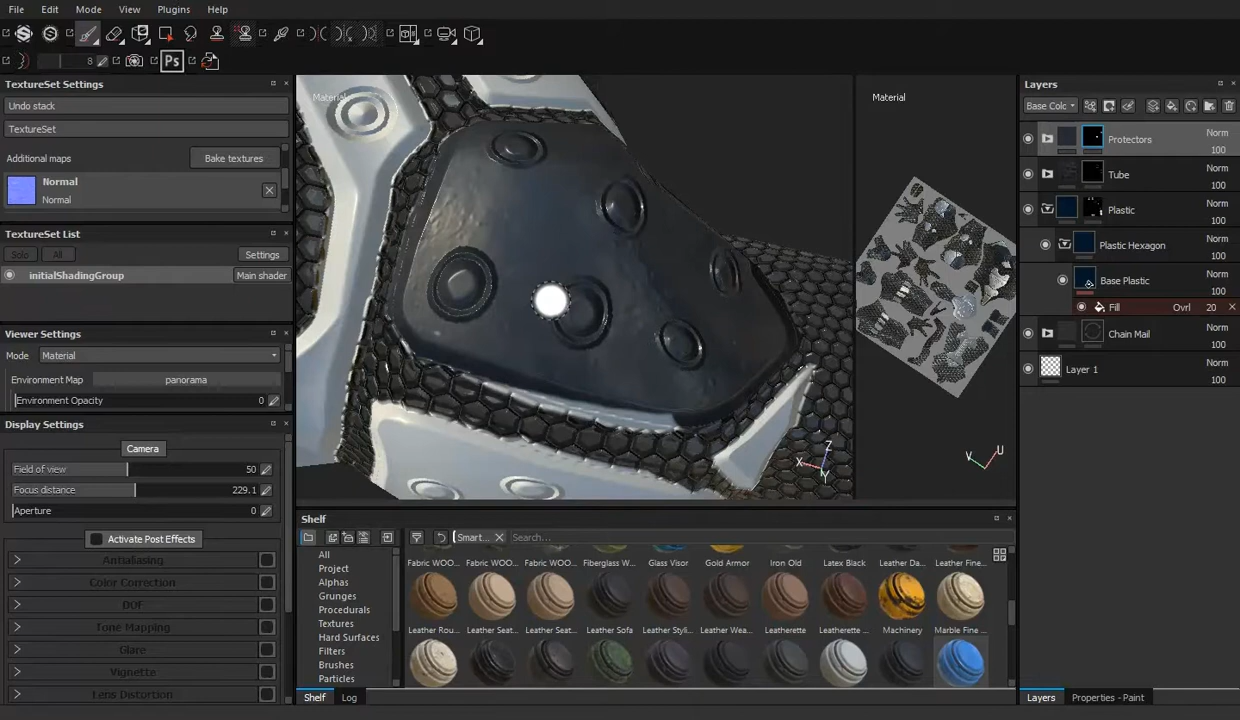 File Edit Mode View Plugins Help
8 Ps
TextureSet Settings
Undo stack
TextureSet
Additional maps Bake textures
Normal
Normal
TextureSet List
Solo All Settings
initialShadingGroup Main shader
Viewer Settings
Mode Material
Environment Map panorama
Environment Opacity 0
Display Settings
Camera
Field of view 50
Focus distance 229.1
Aperture 0
Activate Post Effects
Antialiasing
Color Correction
DOF
Tone Mapping
Glare
Vignette
Lens Distortion
Material
Material
X Z Y
V U
Shelf
Smart... Search...
All
Project
Alphas
Grunges
Procedurals
Textures
Hard Surfaces
Filters
Brushes
Particles
Fabric WOO... Fabric WOO... Fabric WOO... Fiberglass W... Glass Visor Gold Armor Iron Old Latex Black Leather Da... Leather Fine...
Leather Rou... Leather Seat... Leather Seat... Leather Sofa Leather Styli... Leather Wea... Leatherette Leatherette ... Machinery Marble Fine ...
Shelf Log
Layers
Base Colc
Protectors Norm 100
Tube Norm 100
Plastic Norm 100
Plastic Hexagon Norm 100
Base Plastic Norm 100
Fill Ovrl 20
Chain Mail Norm 100
Layer 1 Norm 100
Layers Properties - Paint